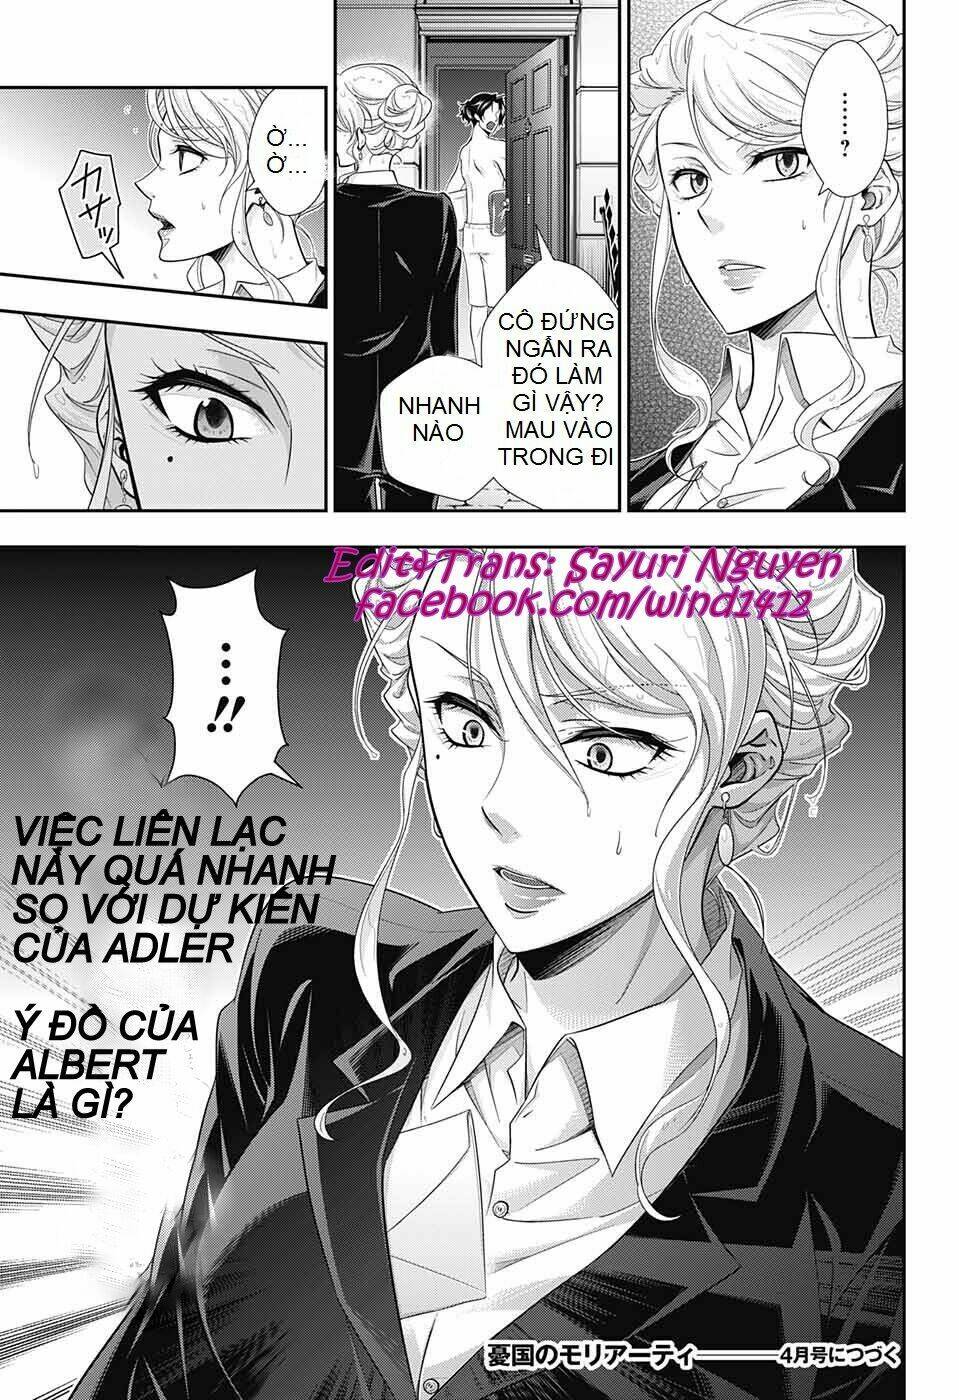 ……?
CÔ ĐỨNG
NGẪN RA
ĐÓ LÀM
GÌ VẬY?
MAU VÀO
TRONG ĐI
NHANH
NÀO
Ờ...
Ờ...
カサッ
Edit+Trans: Sayuri Nguyen
facebook.com/wind1412
……!!
VIỆC LIÊN LẠC
NÀY QUÁ NHANH
SO VỚI DỰ KIẾN
CỦA ADLER
Ý ĐỒ CỦA
ALBERT
LÀ GÌ?
憂国のモリアーティ————4月号につづく